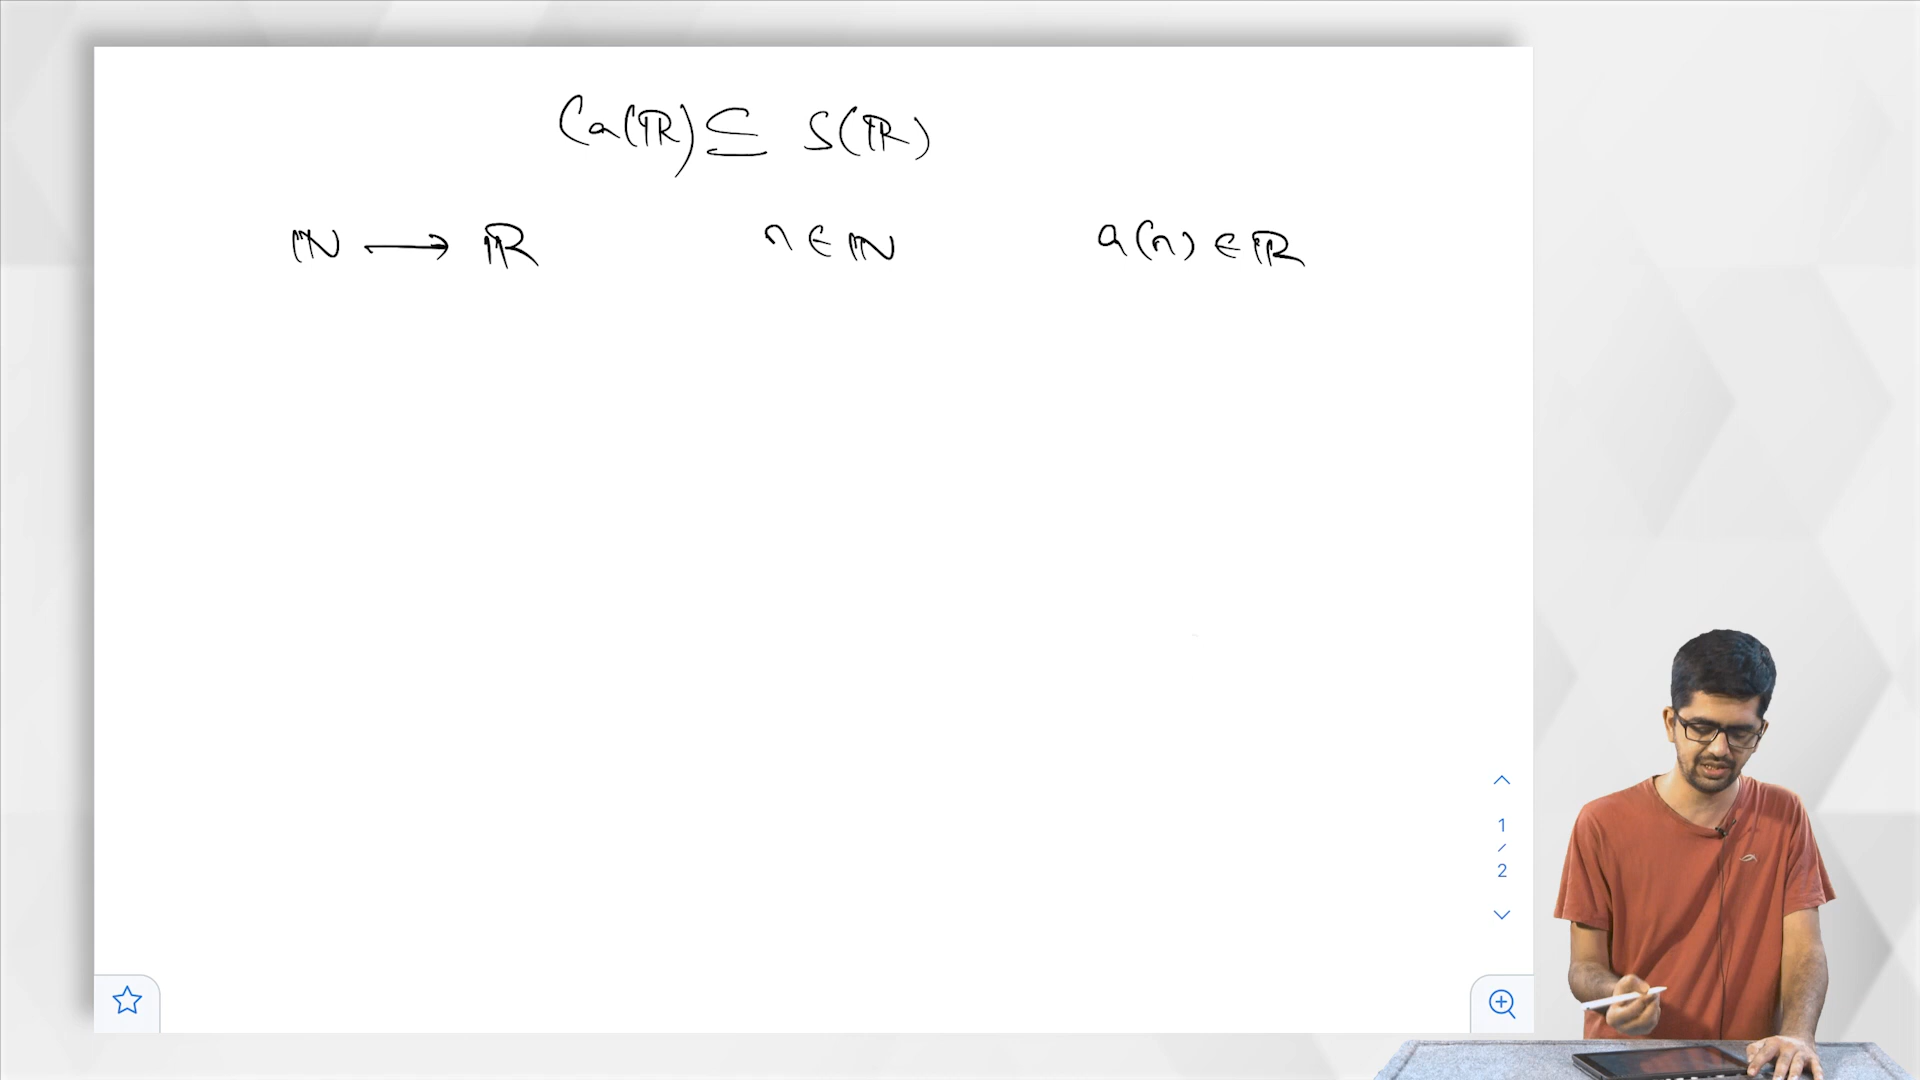 Ca(ℝ) ⊆ S(ℝ)
ℕ ⟶ ℝ n ∈ ℕ a(n) ∈ ℝ
1
/
2